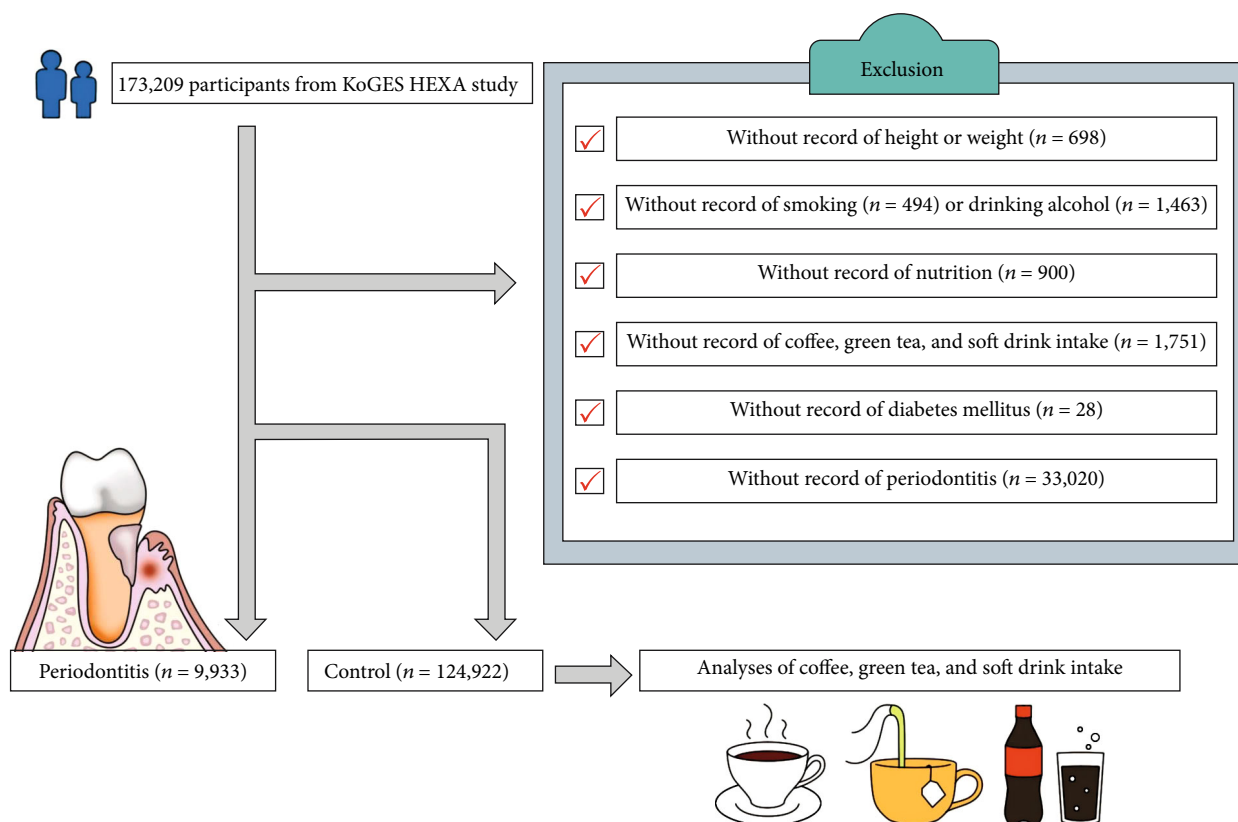 173,209 participants from KoGES HEXA study
Exclusion
Without record of height or weight (n = 698)
Without record of smoking (n = 494) or drinking alcohol (n = 1,463)
Without record of nutrition (n = 900)
Without record of coffee, green tea, and soft drink intake (n = 1,751)
Without record of diabetes mellitus (n = 28)
Without record of periodontitis (n = 33,020)
Periodontitis (n = 9,933)
Control (n = 124,922)
Analyses of coffee, green tea, and soft drink intake